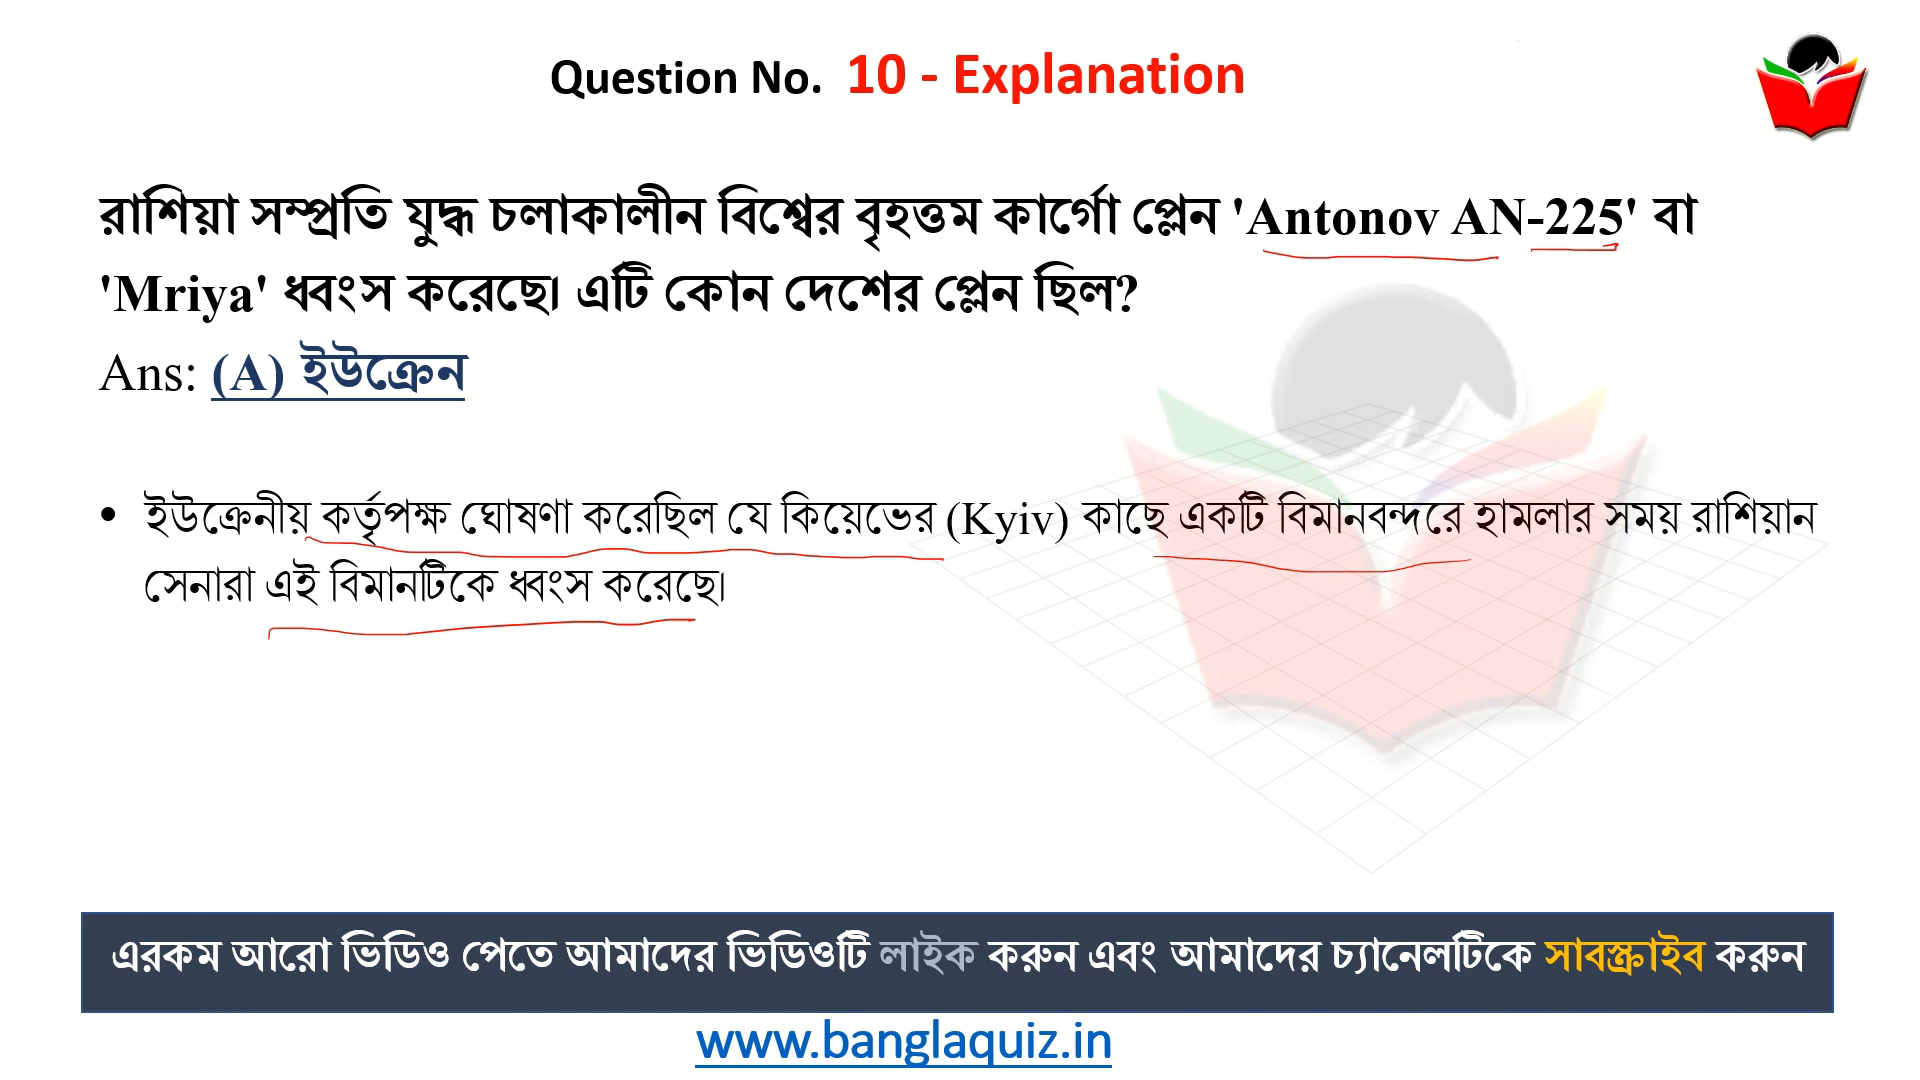 Question No. 10 - Explanation
রাশিয়া সম্প্রতি যুদ্ধ চলাকালীন বিশ্বের বৃহত্তম কার্গো প্লেন 'Antonov AN-225' বা
'Mriya' ধ্বংস করেছে। এটি কোন দেশের প্লেন ছিল?
Ans: (A) ইউক্রেন
• ইউক্রেনীয় কর্তৃপক্ষ ঘোষণা করেছিল যে কিয়েভের (Kyiv) কাছে একটি বিমানবন্দরে হামলার সময় রাশিয়ান
সেনারা এই বিমানটিকে ধ্বংস করেছে।
এরকম আরো ভিডিও পেতে আমাদের ভিডিওটি লাইক করুন এবং আমাদের চ্যানেলটিকে সাবস্ক্রাইব করুন
www.banglaquiz.in